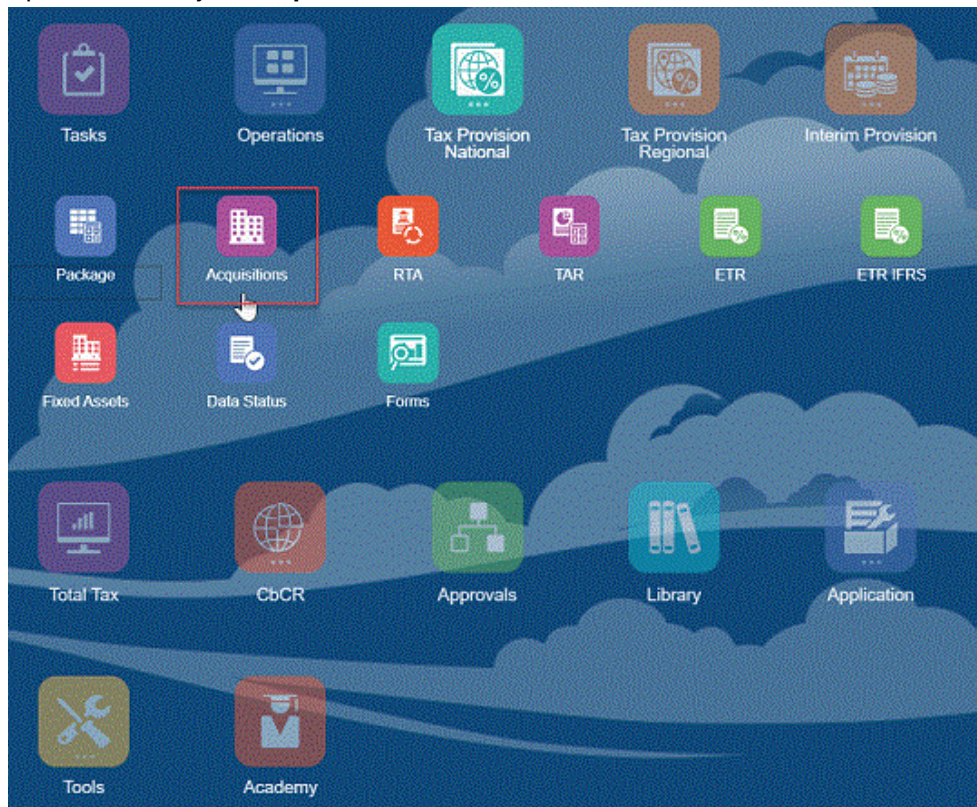 Tasks
Operations
Tax Provision
National
Tax Provision
Regional
Interim Provision
Package
Acquisitions
RTA
TAR
ETR
ETR IFRS
Fixed Assets
Data Status
Forms
Total Tax
CbCR
Approvals
Library
Application
Tools
Academy